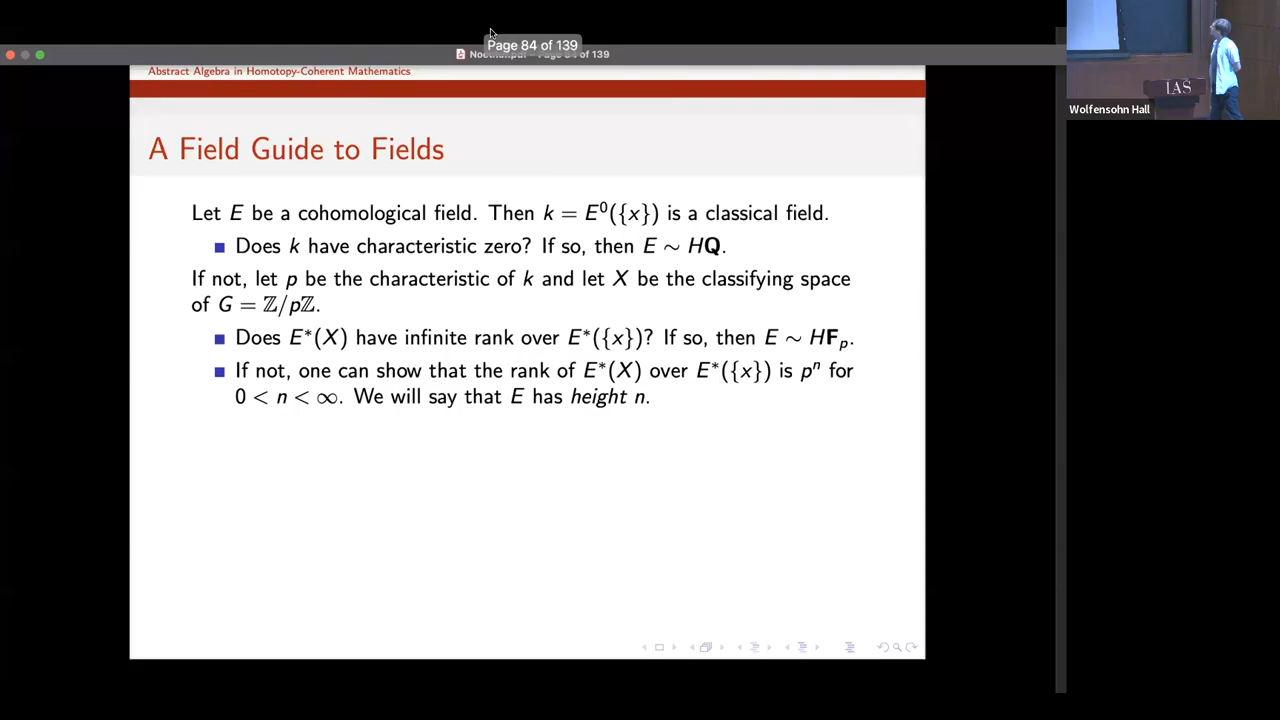 Page 84 of 139
Abstract Algebra in Homotopy-Coherent Mathematics
IAS
Wolfensohn Hall
A Field Guide to Fields
Let E be a cohomological field. Then k = E⁰({x}) is a classical field.
■ Does k have characteristic zero? If so, then E ∼ HQ.
If not, let p be the characteristic of k and let X be the classifying space
of G = ℤ/pℤ.
■ Does E*(X) have infinite rank over E*({x})? If so, then E ∼ HFₚ.
■ If not, one can show that the rank of E*(X) over E*({x}) is pⁿ for
0 < n < ∞. We will say that E has height n.